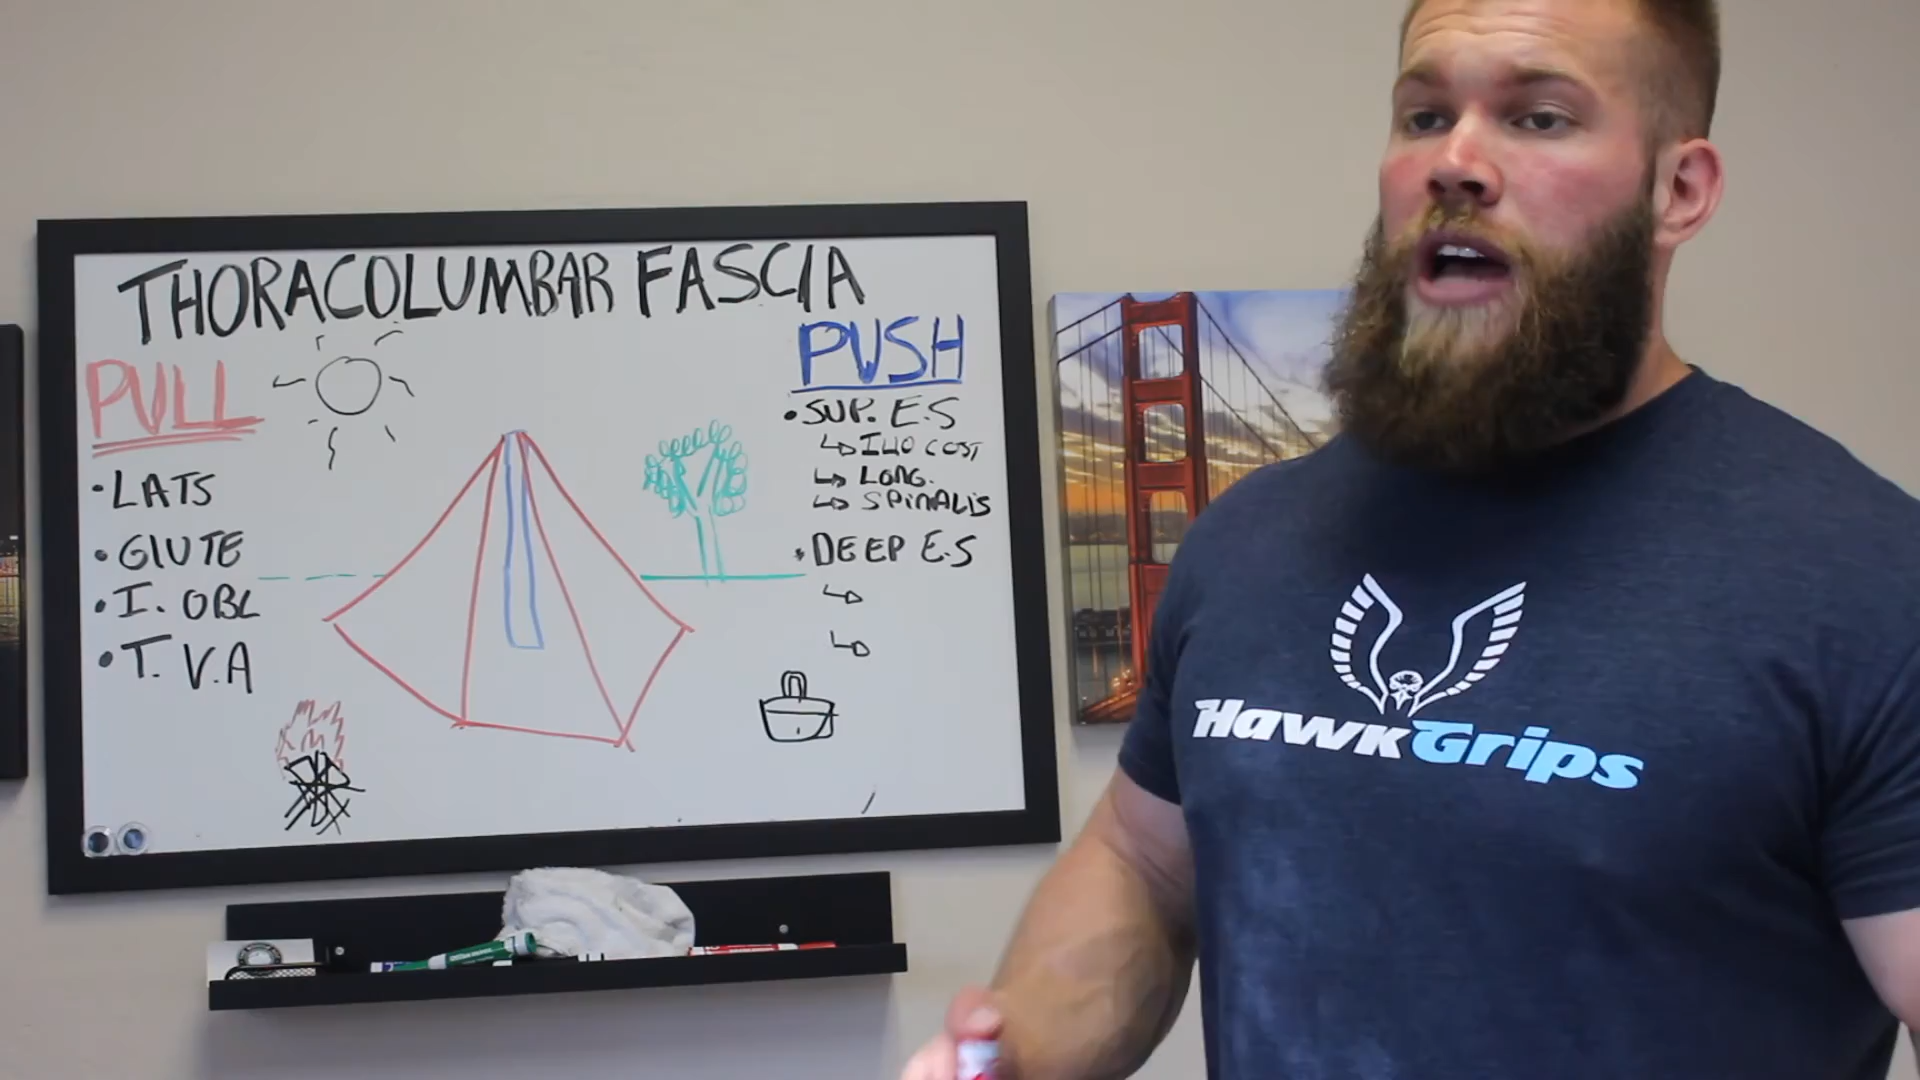 THORACOLUMBAR FASCIA
PULL
• LATS
• GLUTE
• I. OBL
• T.V.A
PUSH
• SUP. E.S
↳ ILIO COST
↳ LONG.
↳ SPINALIS
• DEEP E.S
↳
↳
HawkGrips